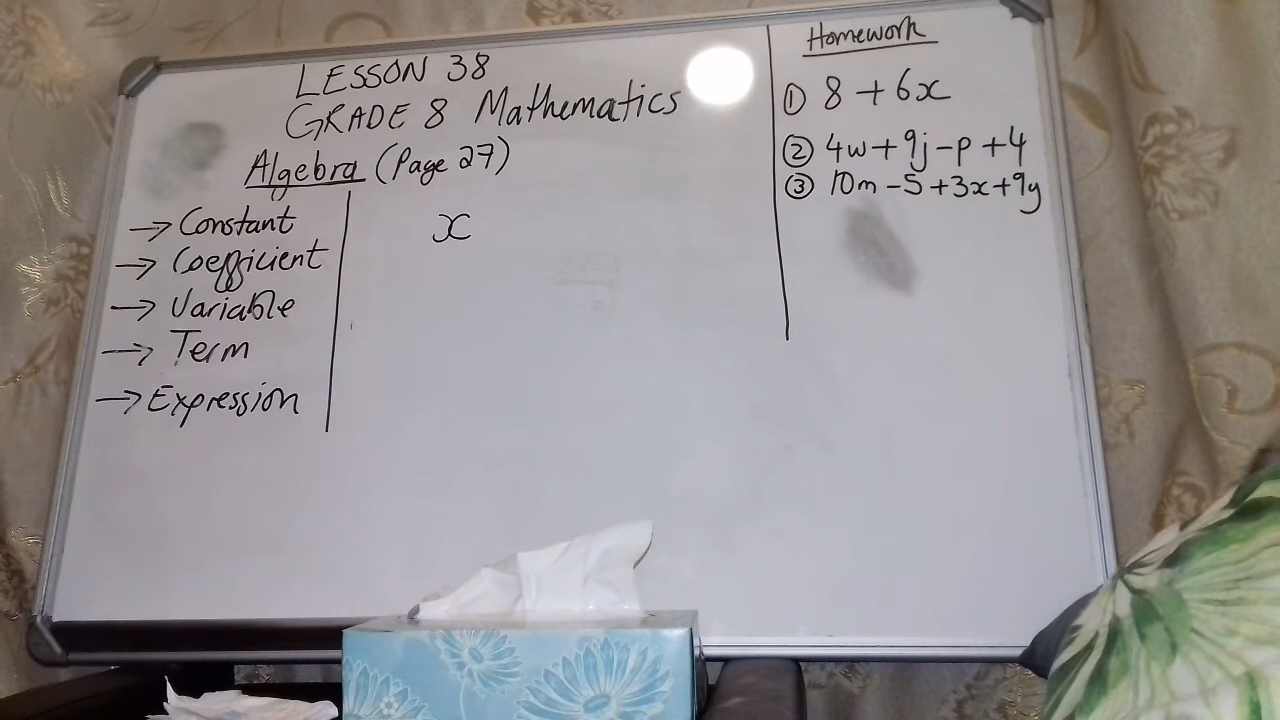 LESSON 38
GRADE 8 Mathematics
Algebra (Page 27)
→ Constant
→ Coefficient
→ Variable
→ Term
→ Expression
x
Homework
① 8 + 6x
② 4w + 9j - p + 4
③ 10m - 5 + 3x + 9y